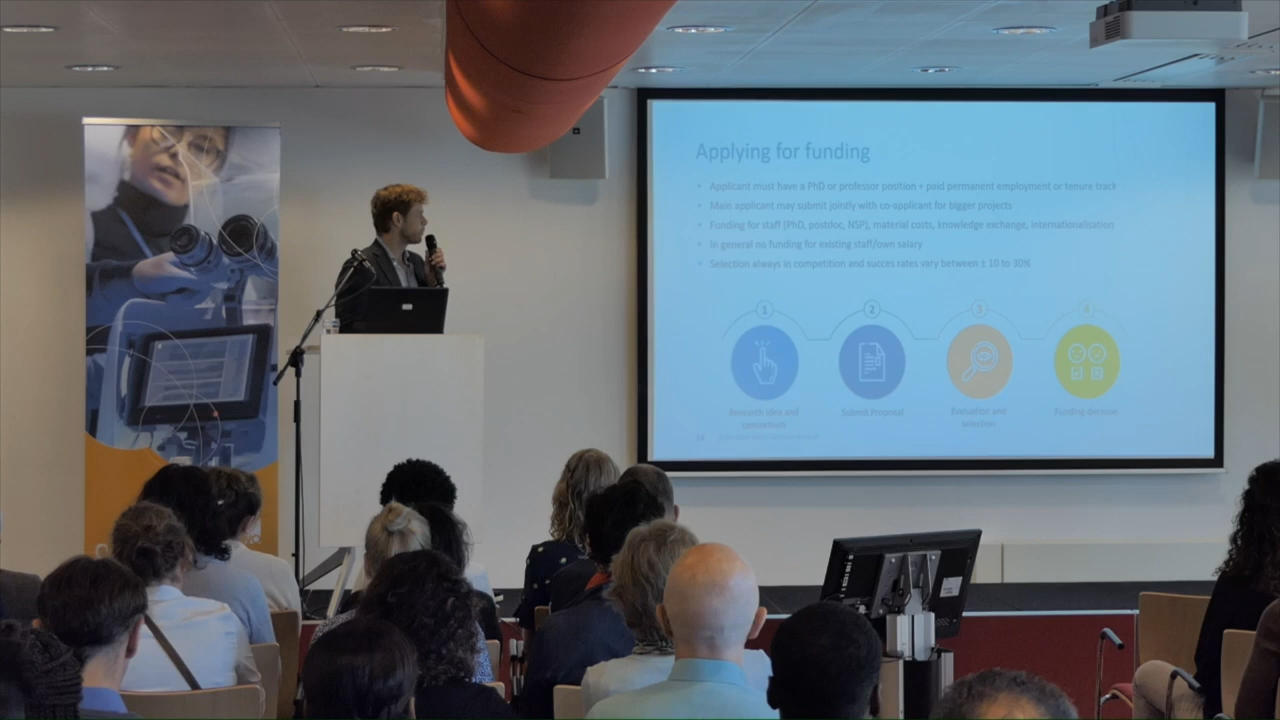 Applying for funding
• Applicant must have a PhD or professor position + paid permanent employment or tenure track
• Main applicant may submit jointly with co-applicant for bigger projects
• Funding for staff (PhD, postdoc, NSP), material costs, knowledge exchange, internationalisation
• In general no funding for existing staff/own salary
• Selection always in competition and succes rates vary between ± 10 to 30%
1 2 3 4
Research idea and consortium
Submit Proposal
Evaluation and selection
Funding decision